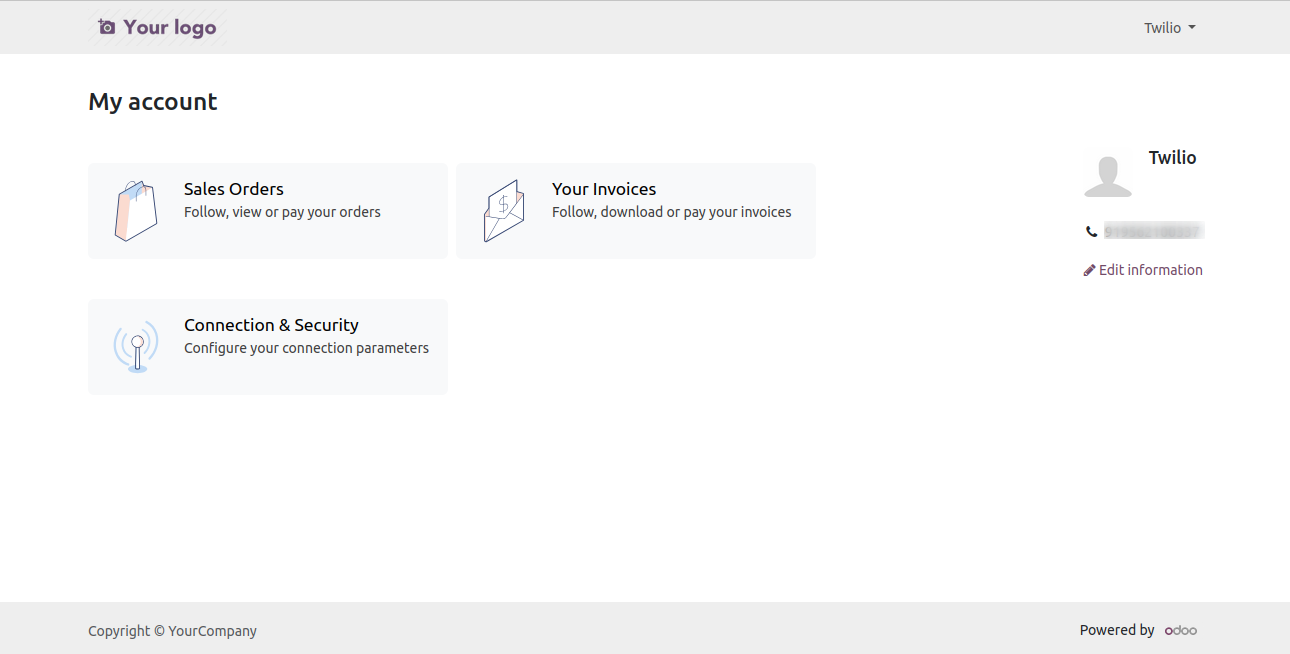 Your logo
Twilio
My account
Sales Orders
Follow, view or pay your orders
Your Invoices
Follow, download or pay your invoices
Connection & Security
Configure your connection parameters
Twilio
Edit information
Copyright © YourCompany
Powered by odoo